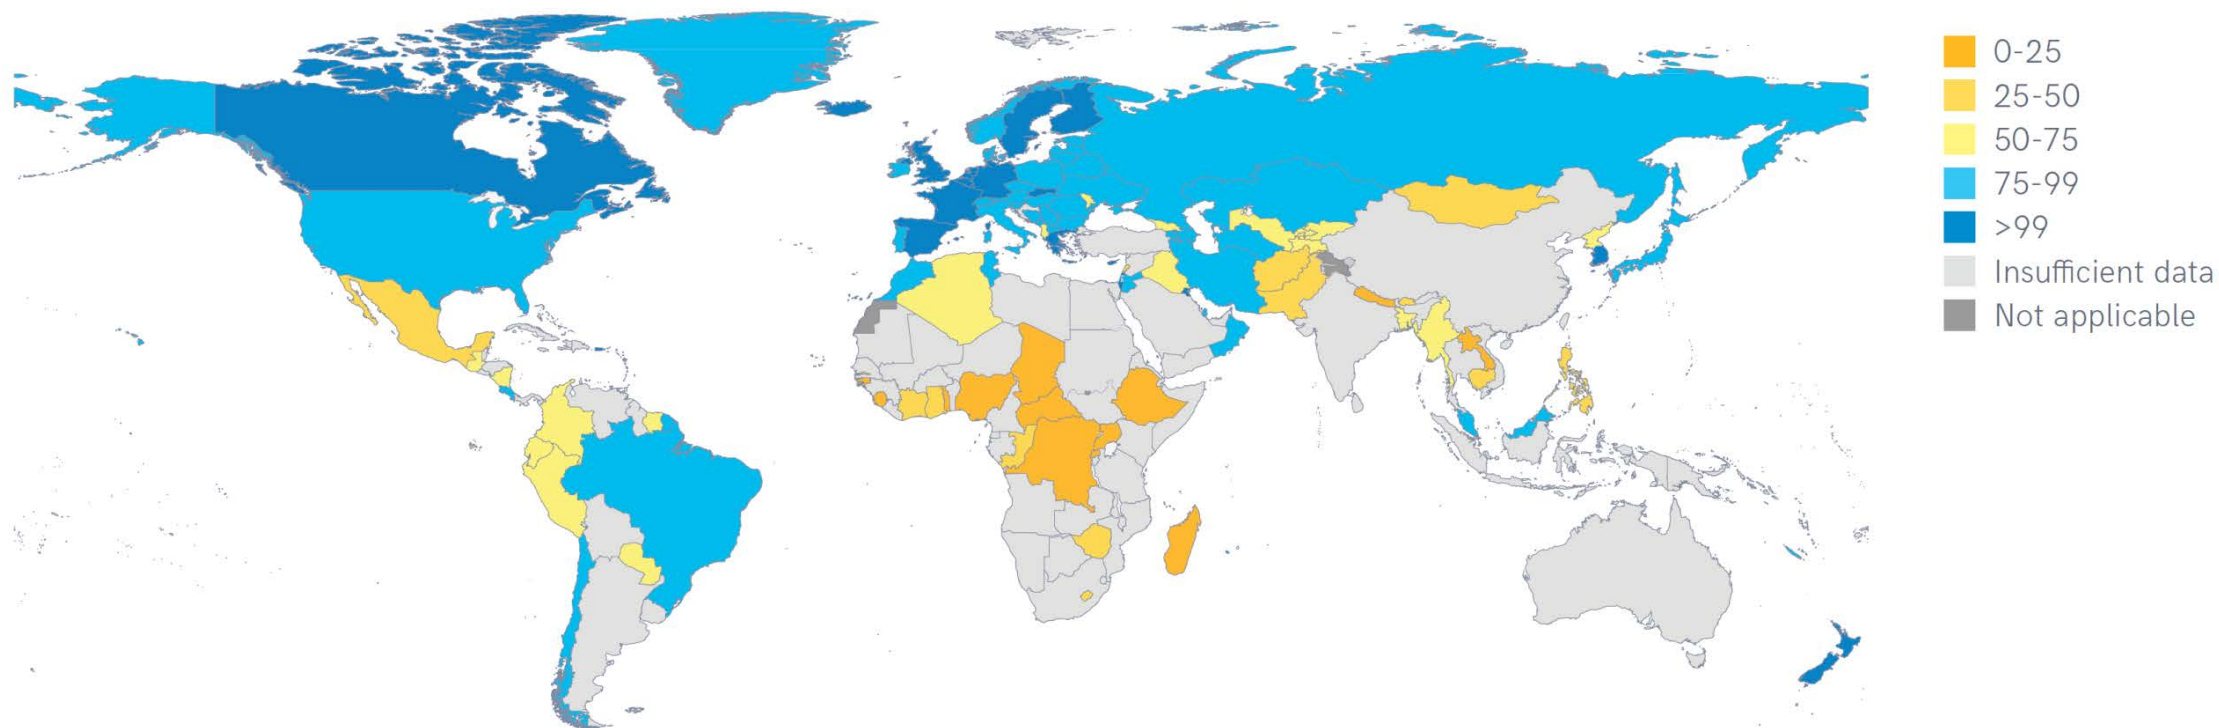 0-25
25-50
50-75
75-99
>99
Insufficient data
Not applicable